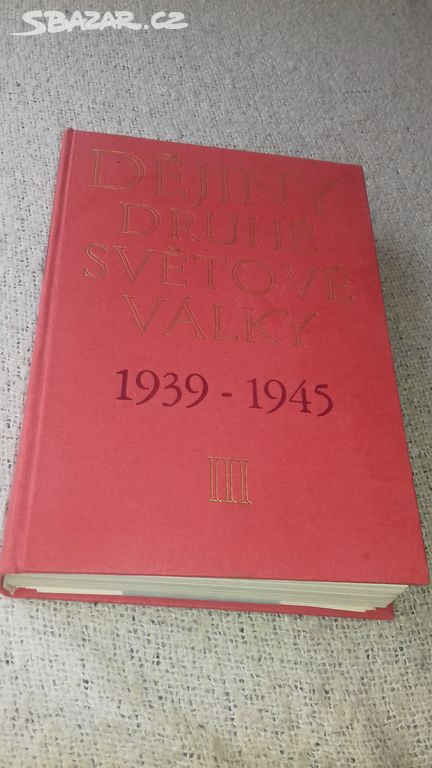 SBAZAR.CZ
DĚJINY
DRUHÉ
SVĚTOVÉ
VÁLKY
1939 - 1945
III